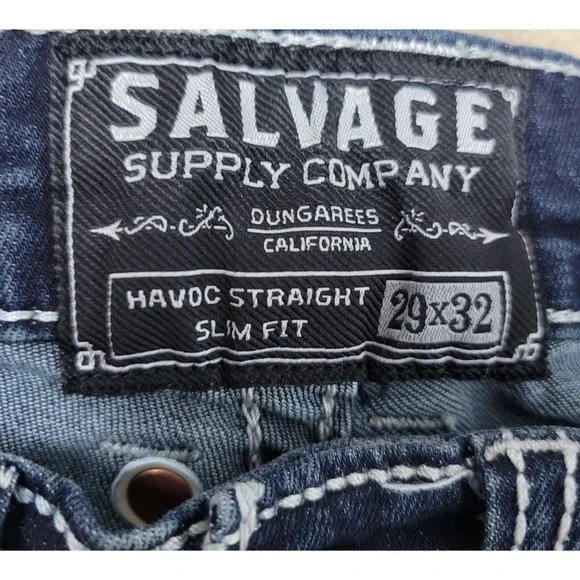 SALVAGE
SUPPLY COMPANY
DUNGAREES
CALIFORNIA
HAVOC STRAIGHT
SLIM FIT
29x32